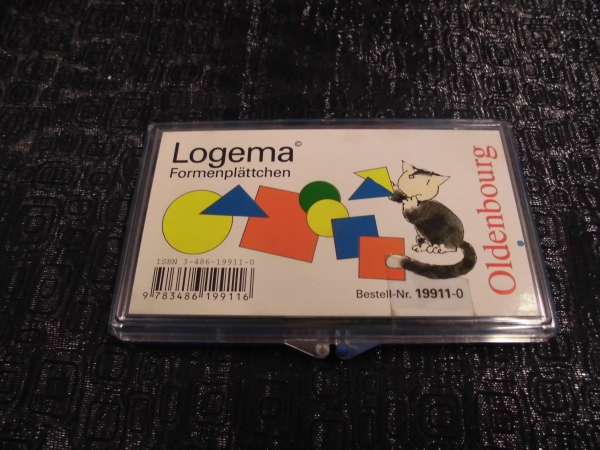 Logema©
Formenplättchen
ISBN 3-486-19911-0
9 783486 199116
Bestell-Nr. 19911-0
Oldenbourg